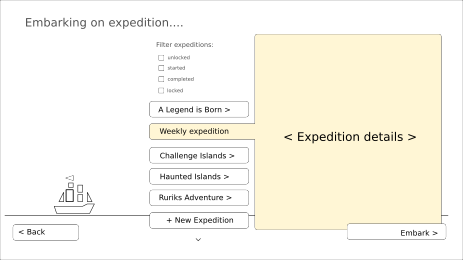 Embarking on expedition....
Filter expeditions:
unlocked
started
completed
locked
A Legend is Born >
Weekly expedition
Challenge Islands >
Haunted Islands >
Ruriks Adventure >
+ New Expedition
< Expedition details >
< Back
Embark >